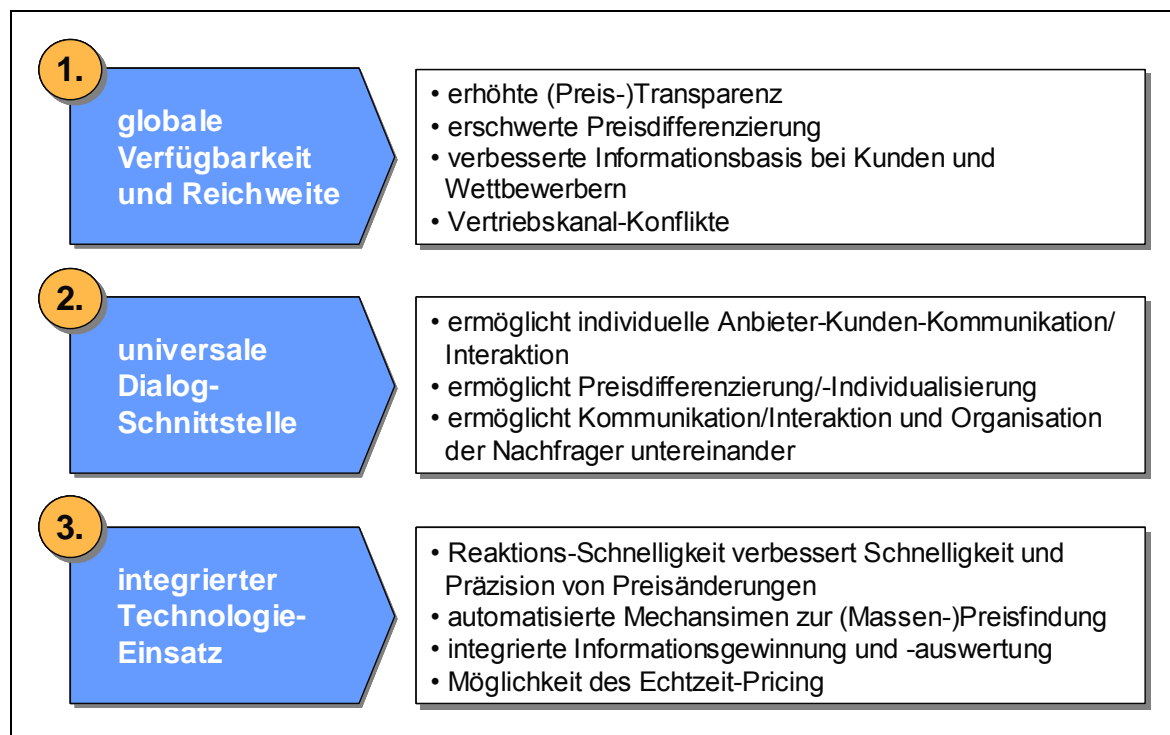 1.
globale
Verfügbarkeit
und Reichweite
• erhöhte (Preis-)Transparenz
• erschwerte Preisdifferenzierung
• verbesserte Informationsbasis bei Kunden und
Wettbewerbern
• Vertriebskanal-Konflikte
2.
universale
Dialog-
Schnittstelle
• ermöglicht individuelle Anbieter-Kunden-Kommunikation/
Interaktion
• ermöglicht Preisdifferenzierung/-Individualisierung
• ermöglicht Kommunikation/Interaktion und Organisation
der Nachfrager untereinander
3.
integrierter
Technologie-
Einsatz
• Reaktions-Schnelligkeit verbessert Schnelligkeit und
Präzision von Preisänderungen
• automatisierte Mechansimen zur (Massen-)Preisfindung
• integrierte Informationsgewinnung und -auswertung
• Möglichkeit des Echtzeit-Pricing